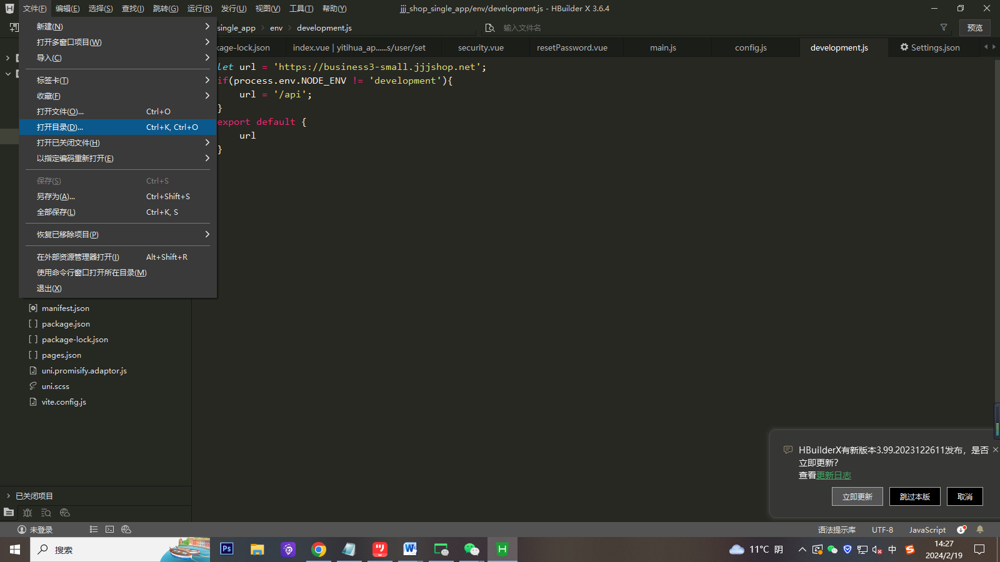 文件(F) 编辑(E) 选择(S) 查找(I) 跳转(G) 运行(R) 发行(U) 视图(V) 工具(T) 帮助(Y) jjj_shop_single_app/env/development.js - HBuilder X 3.6.4
single_app > env > development.js 输入文件名 预览
kage-lock.json index.vue | yitihua_ap......s/user/set security.vue resetPassword.vue main.js config.js development.js Settings.json
新建(N)
打开多窗口项目(W)
导入(C)
标签卡(T)
收藏(F)
打开文件(O)... Ctrl+O
打开目录(D)... Ctrl+K, Ctrl+O
打开已关闭文件(H)
以指定编码重新打开(E)
保存(S) Ctrl+S
另存为(A)... Ctrl+Shift+S
全部保存(L) Ctrl+K, S
恢复已移除项目(P)
在外部资源管理器打开(I) Alt+Shift+R
使用命令行窗口打开所在目录(M)
退出(X)
let url = 'https://business3-small.jjjshop.net';
if(process.env.NODE_ENV != 'development'){
url = '/api';
}
export default {
url
}
manifest.json
package.json
package-lock.json
pages.json
uni.promisify.adaptor.js
uni.scss
vite.config.js
HBuilderX有新版本3.99.2023122611发布，是否
立即更新?
查看更新日志
立即更新 跳过本版 取消
已关闭项目
未登录 语法提示库 UTF-8 JavaScript
搜索 11°C 阴 中 14:27
2024/2/19